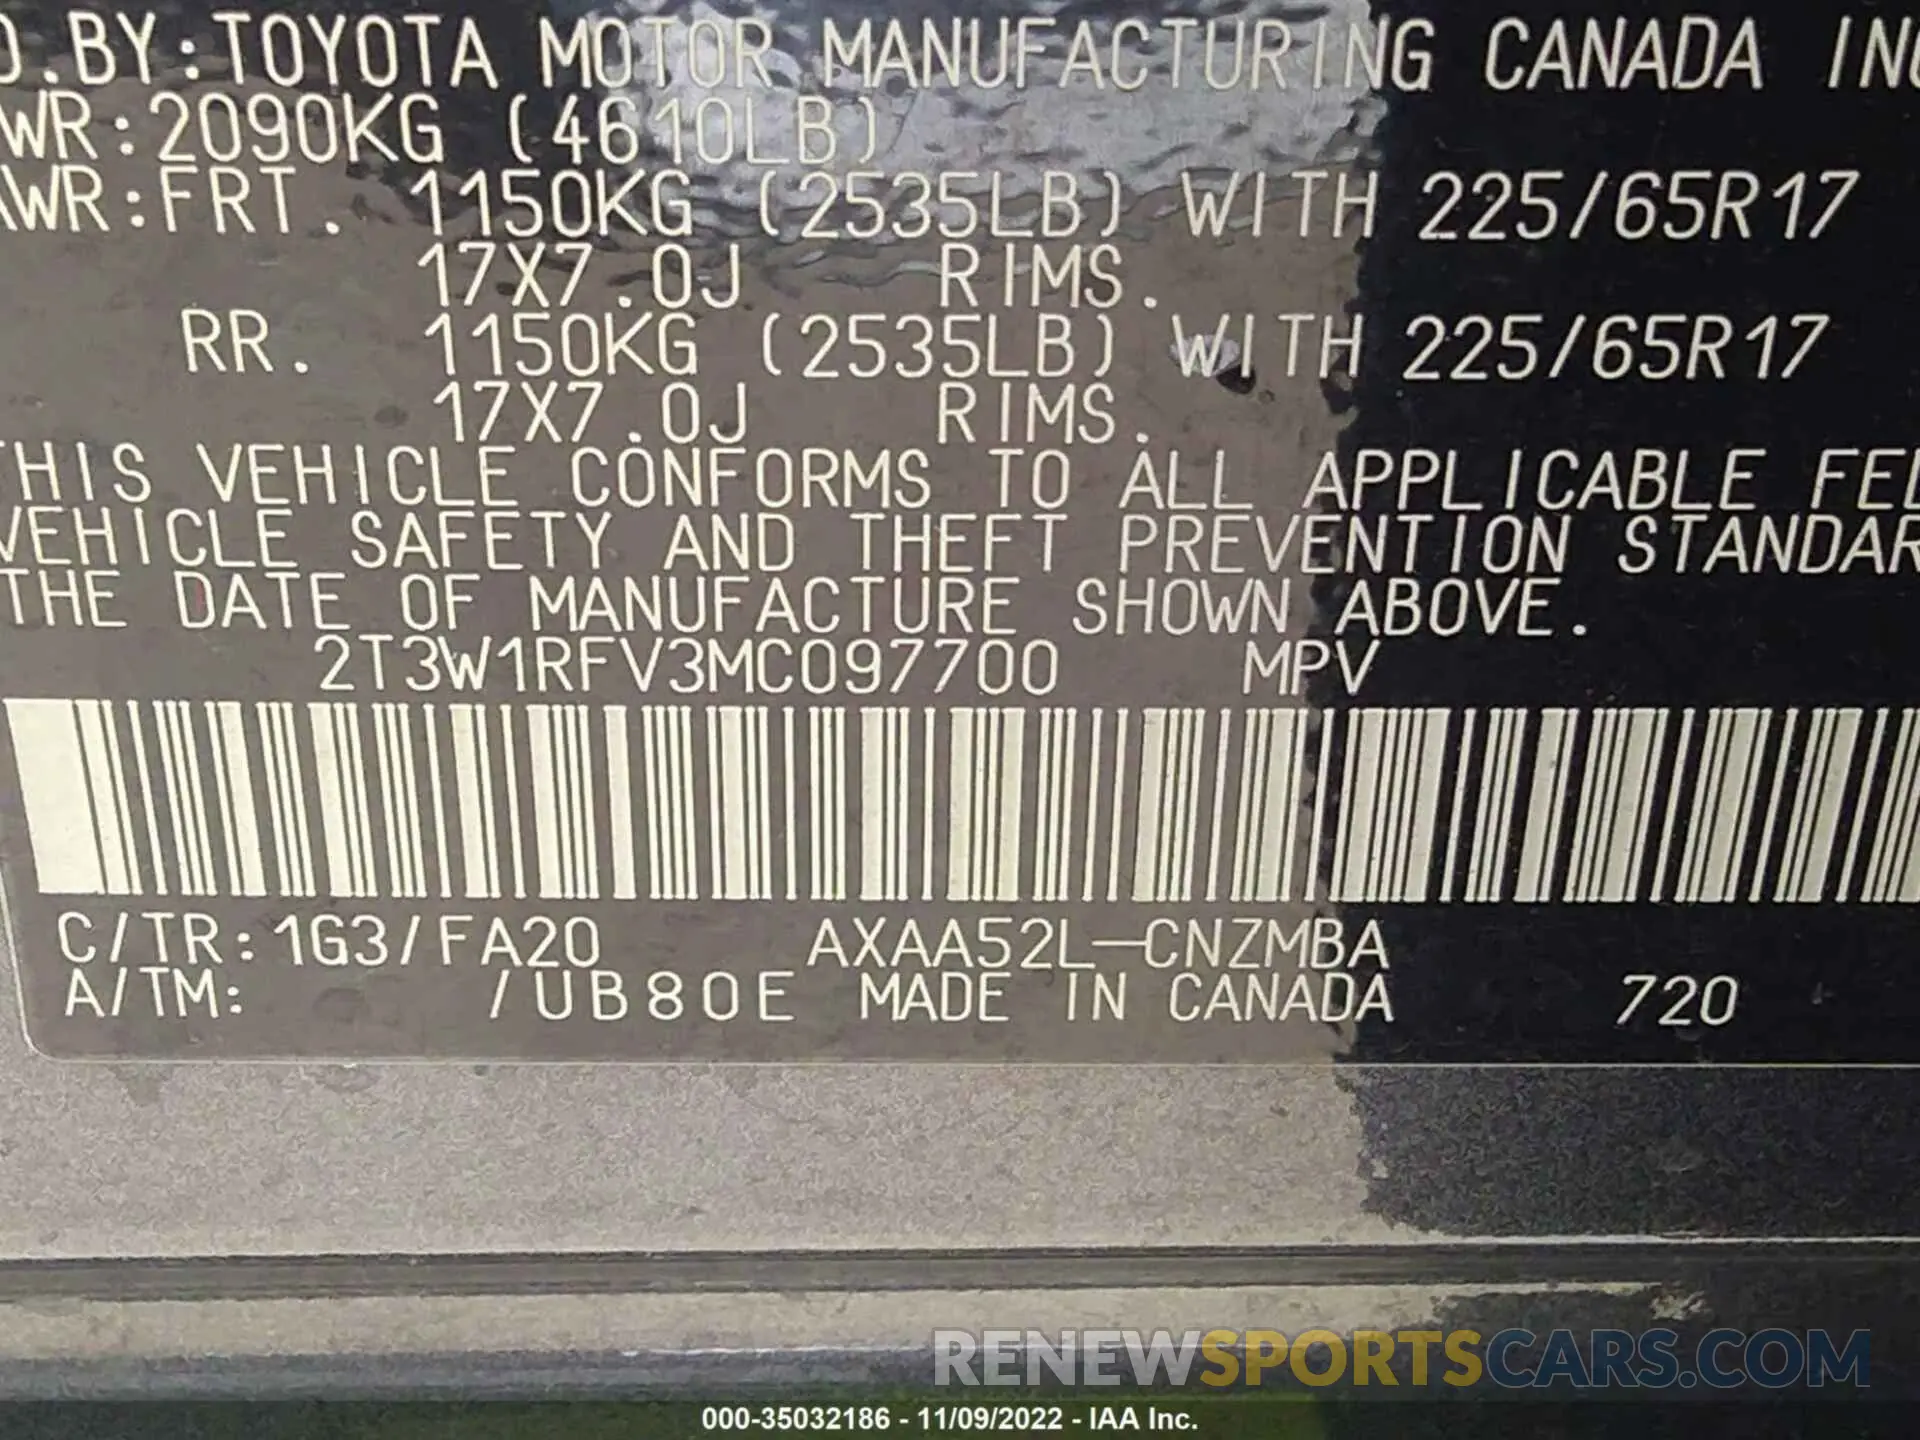 D.BY:TOYOTA MOTOR MANUFACTURING CANADA INC
WR:2090KG (4610LB)
AWR:FRT. 1150KG (2535LB) WITH 225/65R17
17X7.0J RIMS.
RR. 1150KG (2535LB) WITH 225/65R17
17X7.0J RIMS.
THIS VEHICLE CONFORMS TO ALL APPLICABLE FED
VEHICLE SAFETY AND THEFT PREVENTION STANDAR
THE DATE OF MANUFACTURE SHOWN ABOVE.
2T3W1RFV3MC097700 MPV
C/TR:1G3/FA20 AXAA52L-CNZMBA
A/TM: /UB80E MADE IN CANADA 720
RENEWSPORTSCARS.COM
000-35032186 - 11/09/2022 - IAA Inc.